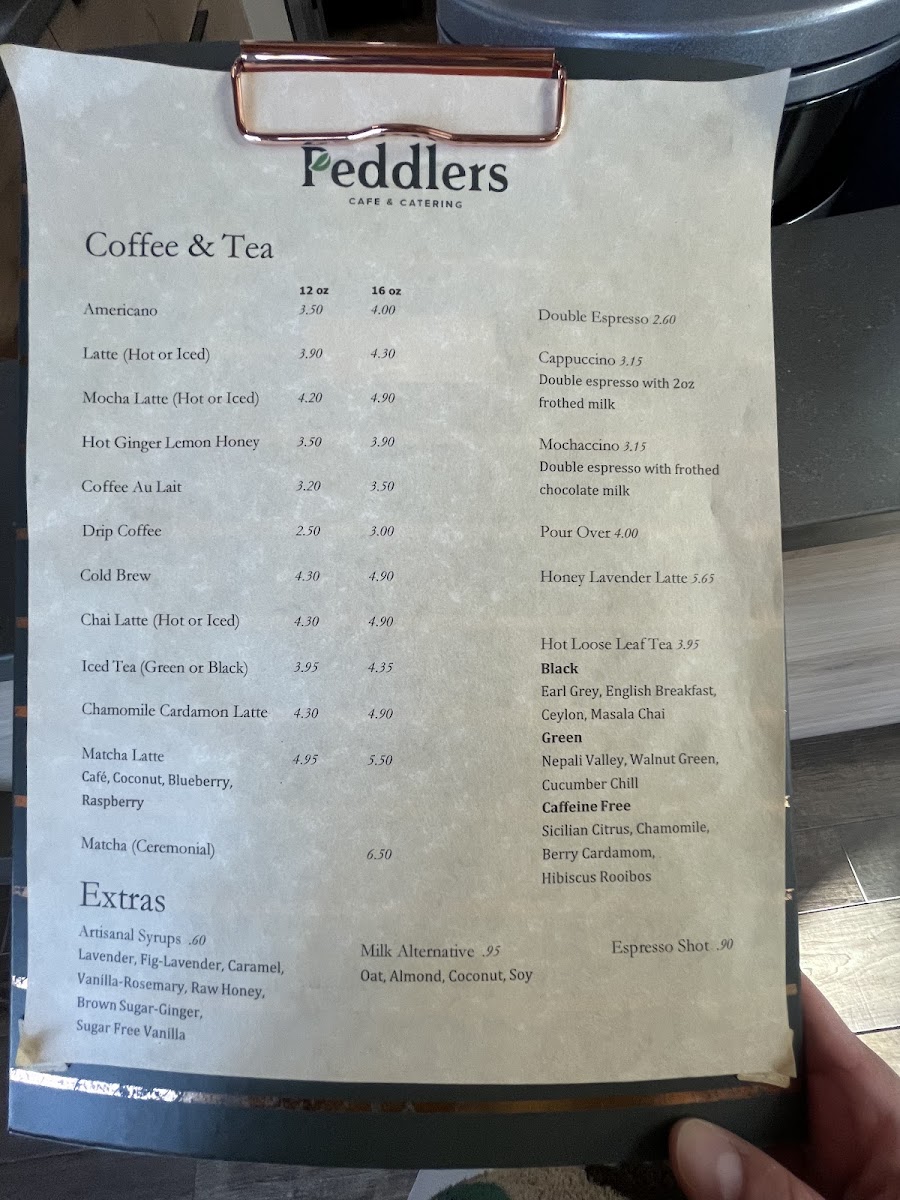 Peddlers
CAFE & CATERING
Coffee & Tea
12 oz 16 oz
Americano 3.50 4.00
Latte (Hot or Iced) 3.90 4.30
Mocha Latte (Hot or Iced) 4.20 4.90
Hot Ginger Lemon Honey 3.50 3.90
Coffee Au Lait 3.20 3.50
Drip Coffee 2.50 3.00
Cold Brew 4.30 4.90
Chai Latte (Hot or Iced) 4.30 4.90
Iced Tea (Green or Black) 3.95 4.35
Chamomile Cardamon Latte 4.30 4.90
Matcha Latte 4.95 5.50
Café, Coconut, Blueberry,
Raspberry
Matcha (Ceremonial) 6.50
Double Espresso 2.60
Cappuccino 3.15
Double espresso with 2oz
frothed milk
Mochaccino 3.15
Double espresso with frothed
chocolate milk
Pour Over 4.00
Honey Lavender Latte 5.65
Hot Loose Leaf Tea 3.95
Black
Earl Grey, English Breakfast,
Ceylon, Masala Chai
Green
Nepali Valley, Walnut Green,
Cucumber Chill
Caffeine Free
Sicilian Citrus, Chamomile,
Berry Cardamom,
Hibiscus Rooibos
Extras
Artisanal Syrups .60
Lavender, Fig-Lavender, Caramel,
Vanilla-Rosemary, Raw Honey,
Brown Sugar-Ginger,
Sugar Free Vanilla
Milk Alternative .95
Oat, Almond, Coconut, Soy
Espresso Shot .90